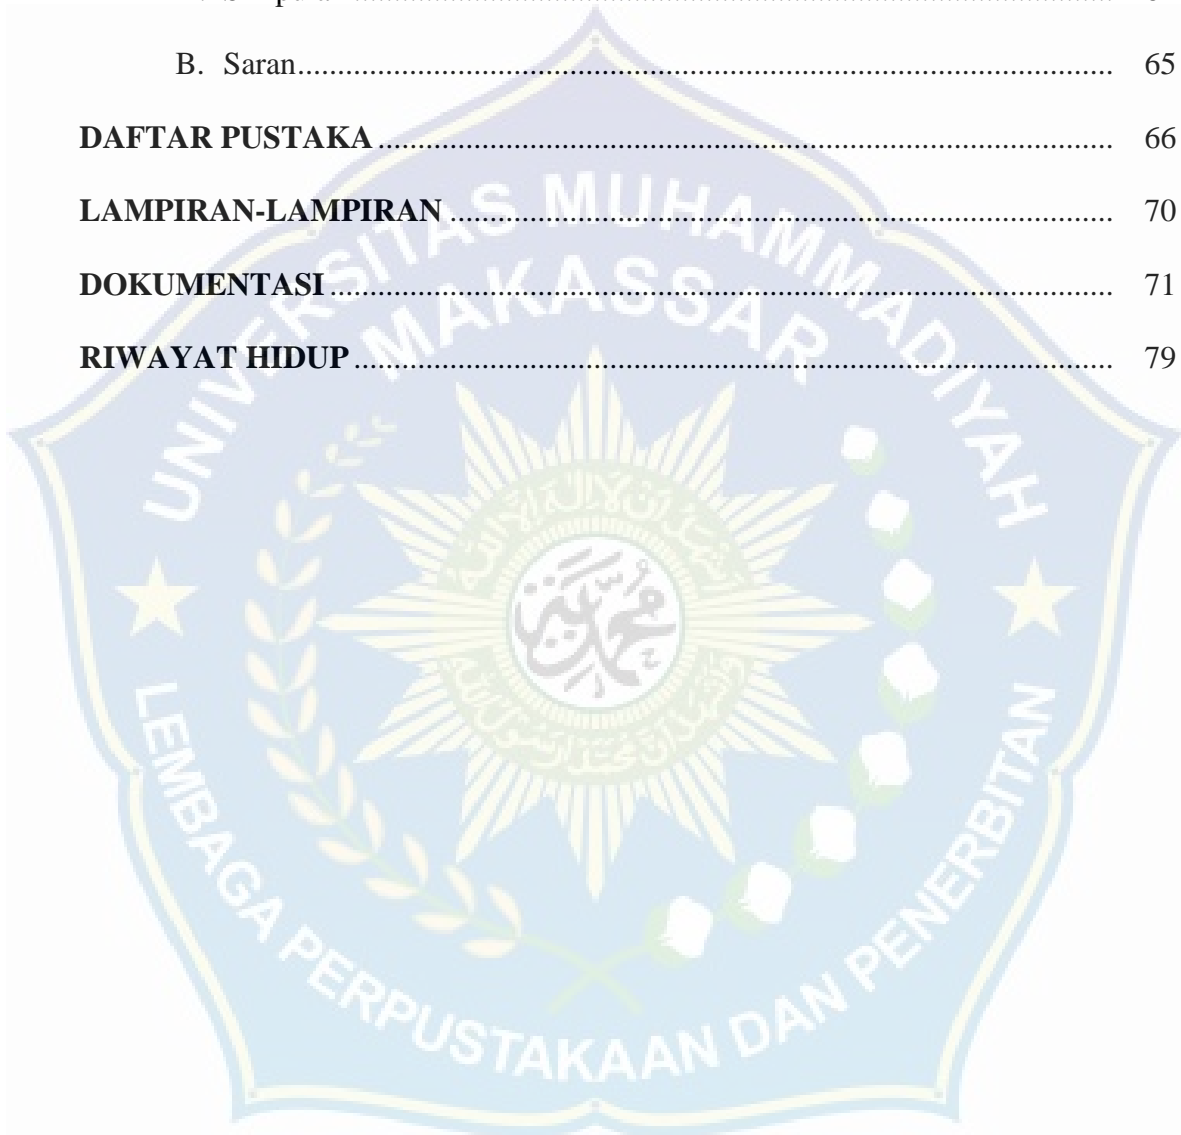 B. Saran 65
DAFTAR PUSTAKA 66
LAMPIRAN-LAMPIRAN 70
DOKUMENTASI 71
RIWAYAT HIDUP 79
UNIVERSITAS MUHAMMADIYAH
MAKASSAR
محمد
LEMBAGA PERPUSTAKAAN DAN PENERBITAN